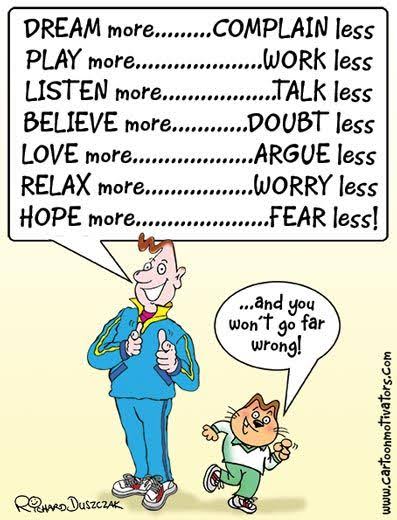 DREAM more.........COMPLAIN less
PLAY more.....................WORK less
LISTEN more.................TALK less
BELIEVE more............DOUBT less
LOVE more...................ARGUE less
RELAX more................WORRY less
HOPE more.....................FEAR less!
...and you
won't go far
wrong!
www.cartoonmotivators.com
RICHARD DUSZCZAK